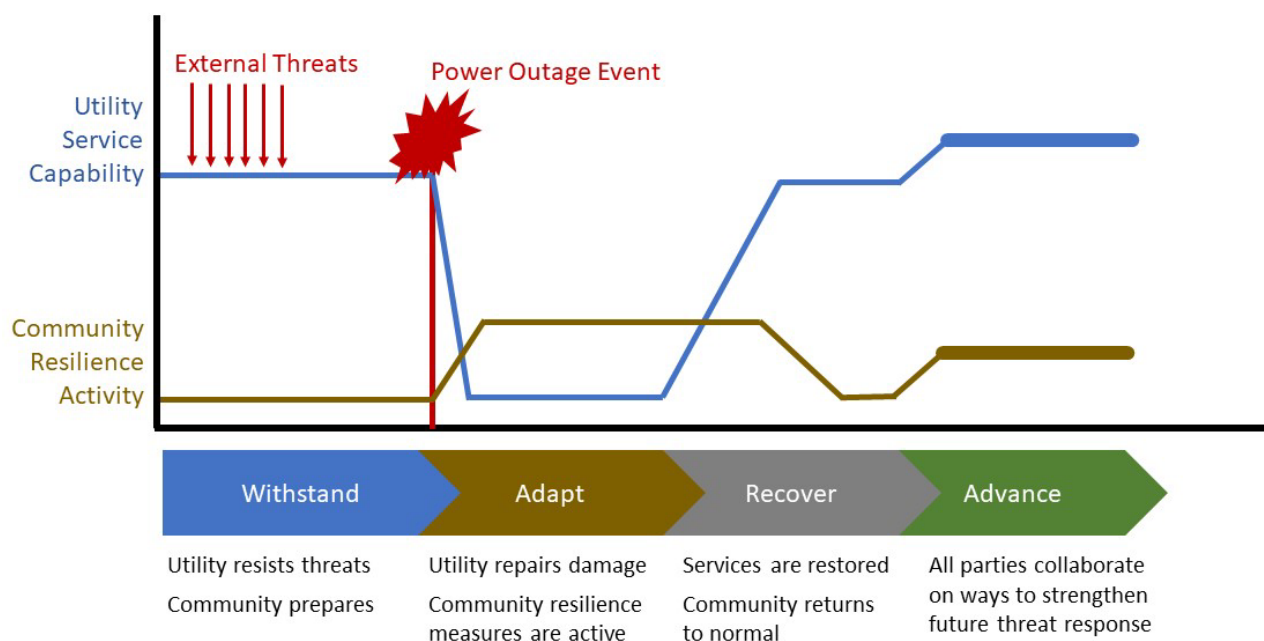 External Threats
Power Outage Event
Utility
Service
Capability
Community
Resilience
Activity
Withstand
Adapt
Recover
Advance
Utility resists threats
Community prepares
Utility repairs damage
Community resilience
measures are active
Services are restored
Community returns
to normal
All parties collaborate
on ways to strengthen
future threat response